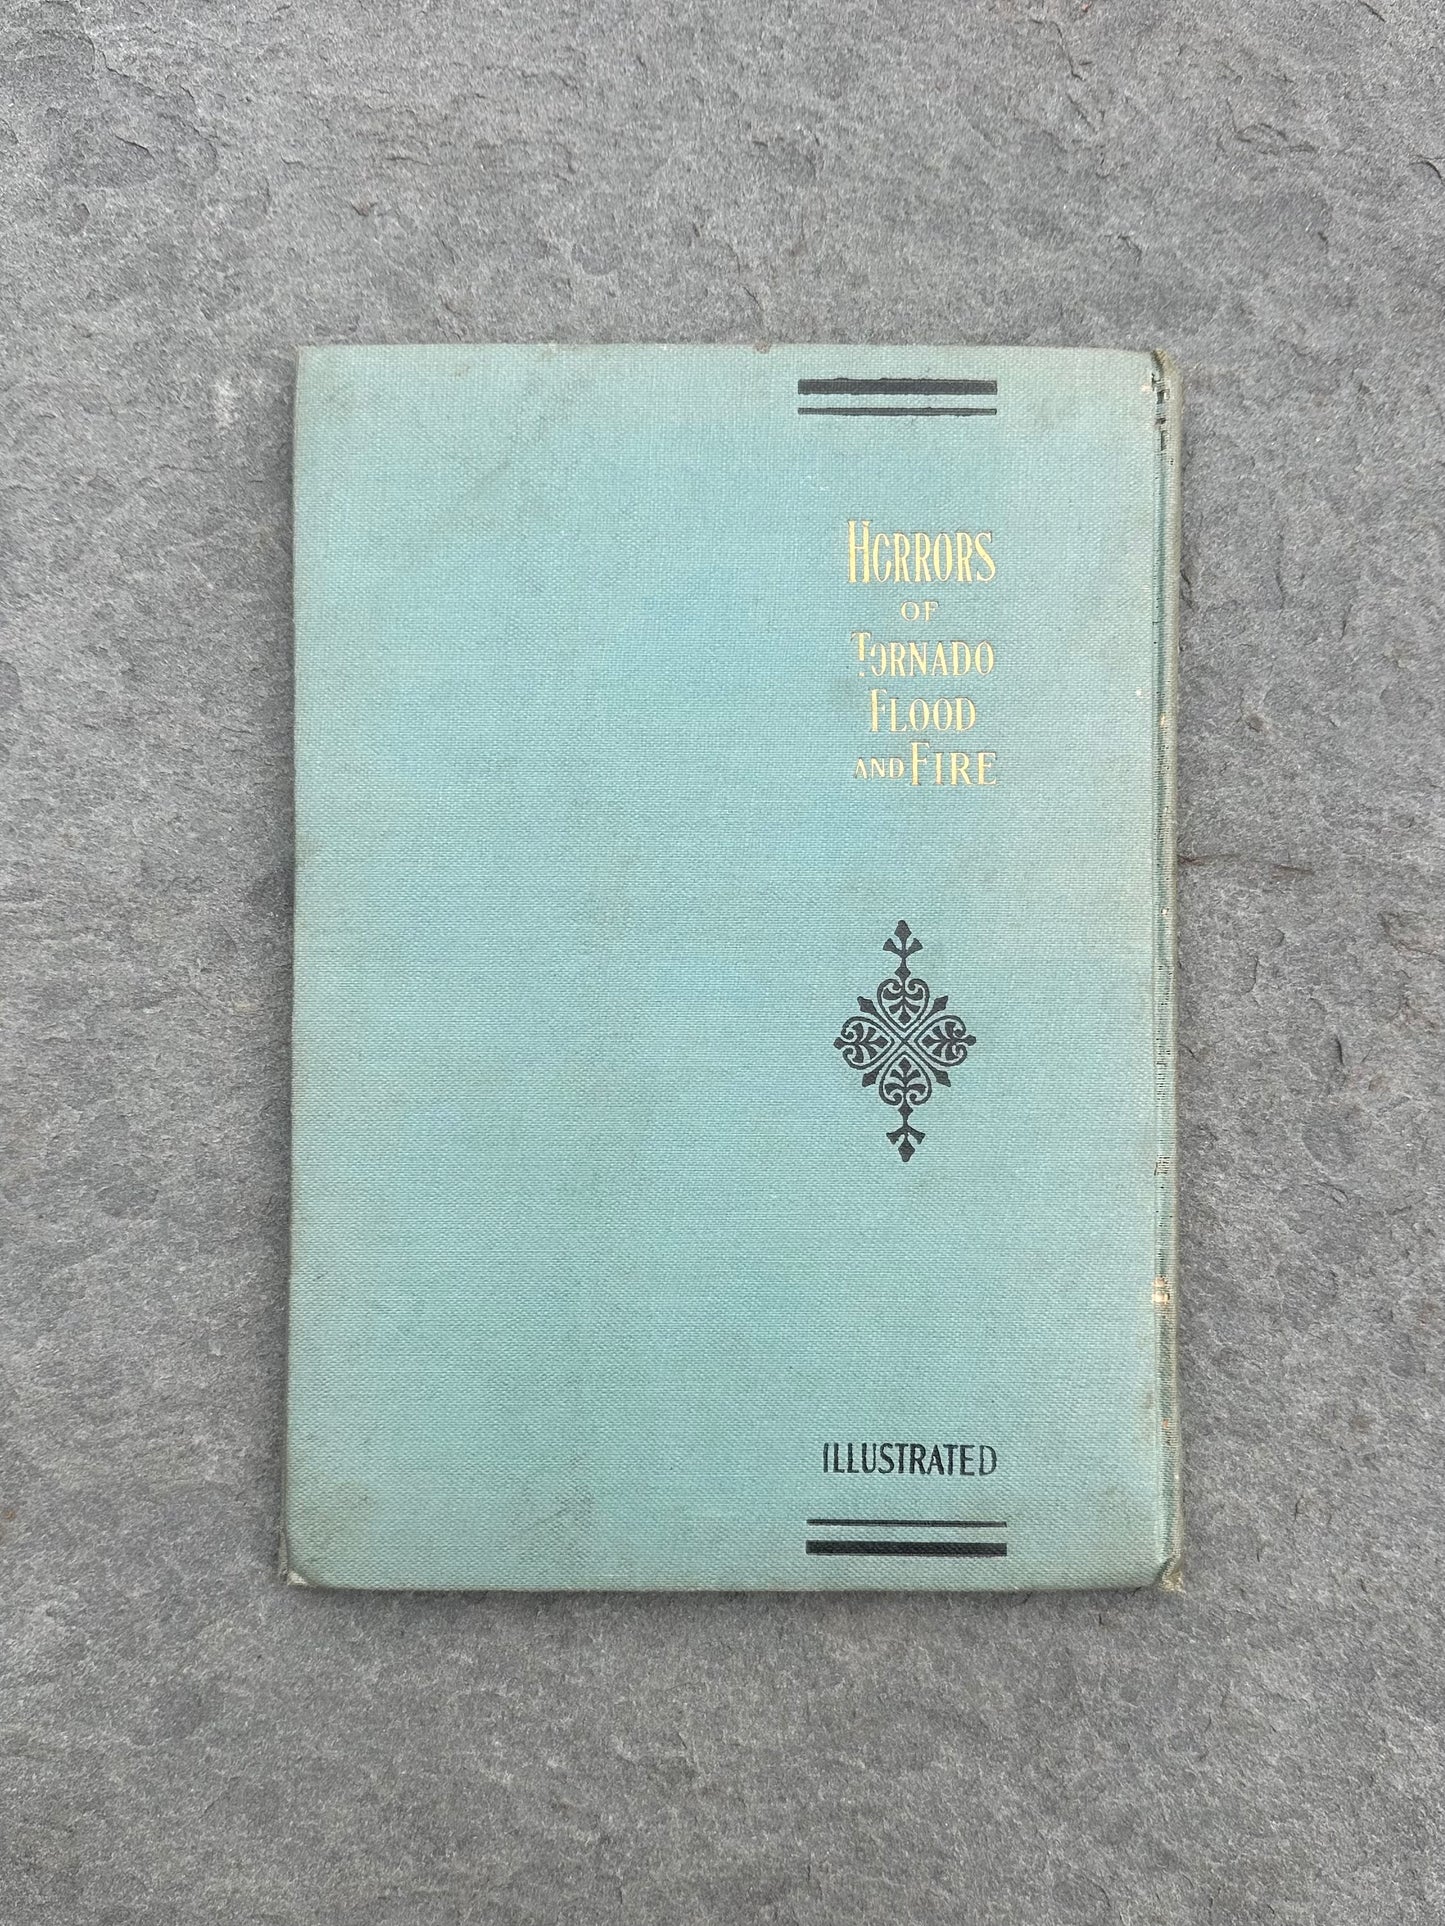 HORRORS
OF
TORNADO
FLOOD
AND FIRE
ILLUSTRATED